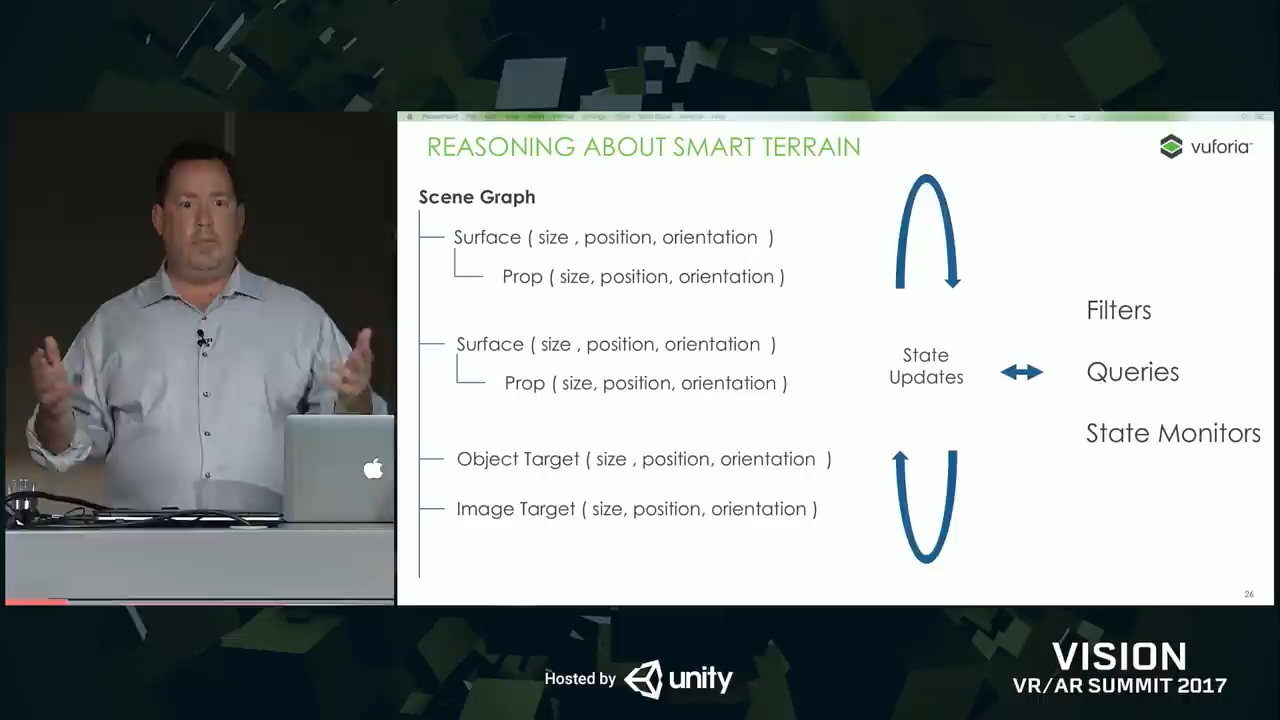 REASONING ABOUT SMART TERRAIN
vuforia
Scene Graph
Surface ( size , position, orientation )
Prop ( size, position, orientation )
Surface ( size , position, orientation )
Prop ( size, position, orientation )
Object Target ( size , position, orientation )
Image Target ( size, position, orientation )
State
Updates
Filters
Queries
State Monitors
26
Hosted by unity
VISION
VR/AR SUMMIT 2017